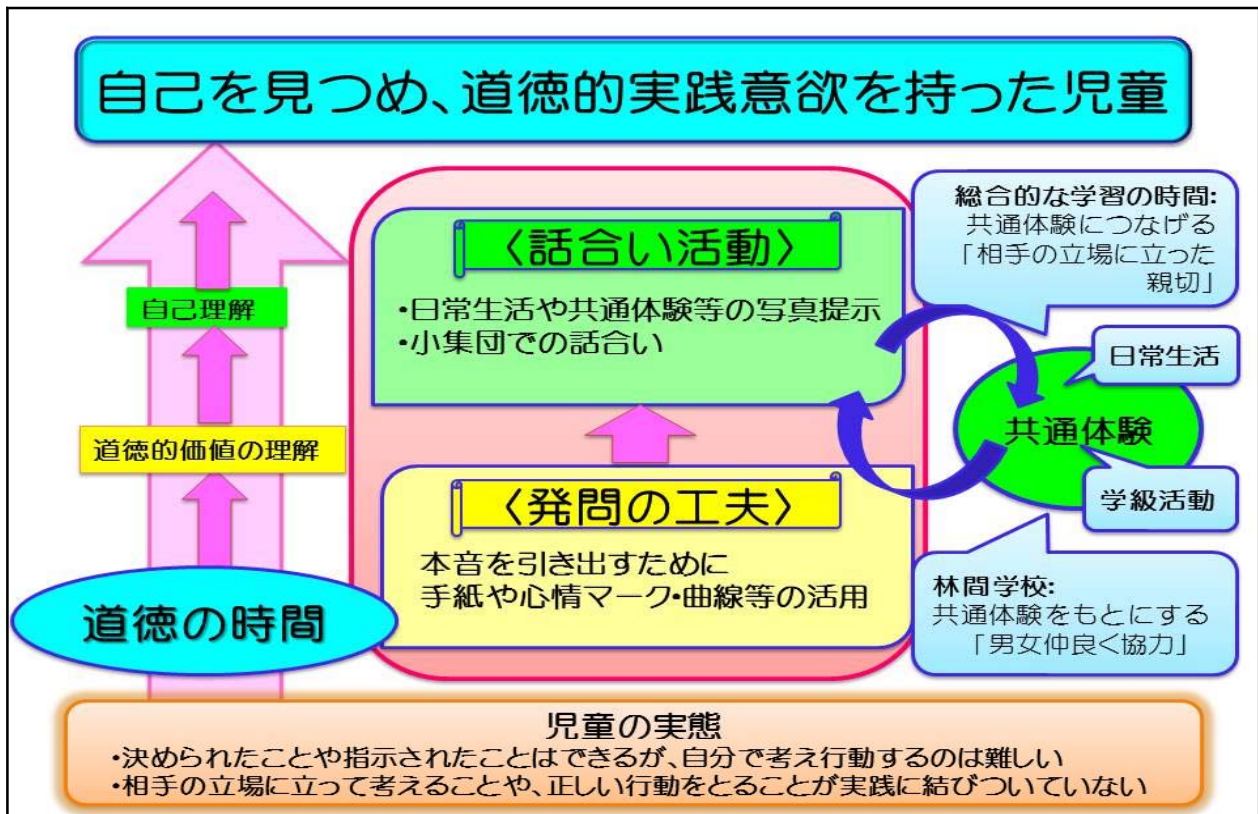 自己を見つめ、道徳的実践意欲を持った児童
自己理解
道徳的価値の理解
道徳の時間
〈話合い活動〉
・日常生活や共通体験等の写真提示
・小集団での話合い
〈発問の工夫〉
本音を引き出すために
手紙や心情マーク・曲線等の活用
総合的な学習の時間:
共通体験につなげる
「相手の立場に立った
親切」
日常生活
共通体験
学級活動
林間学校:
共通体験をもとにする
「男女仲良く協力」
児童の実態
・決められたことや指示されたことはできるが、自分で考え行動するのは難しい
・相手の立場に立って考えることや、正しい行動をとることが実践に結びついていない